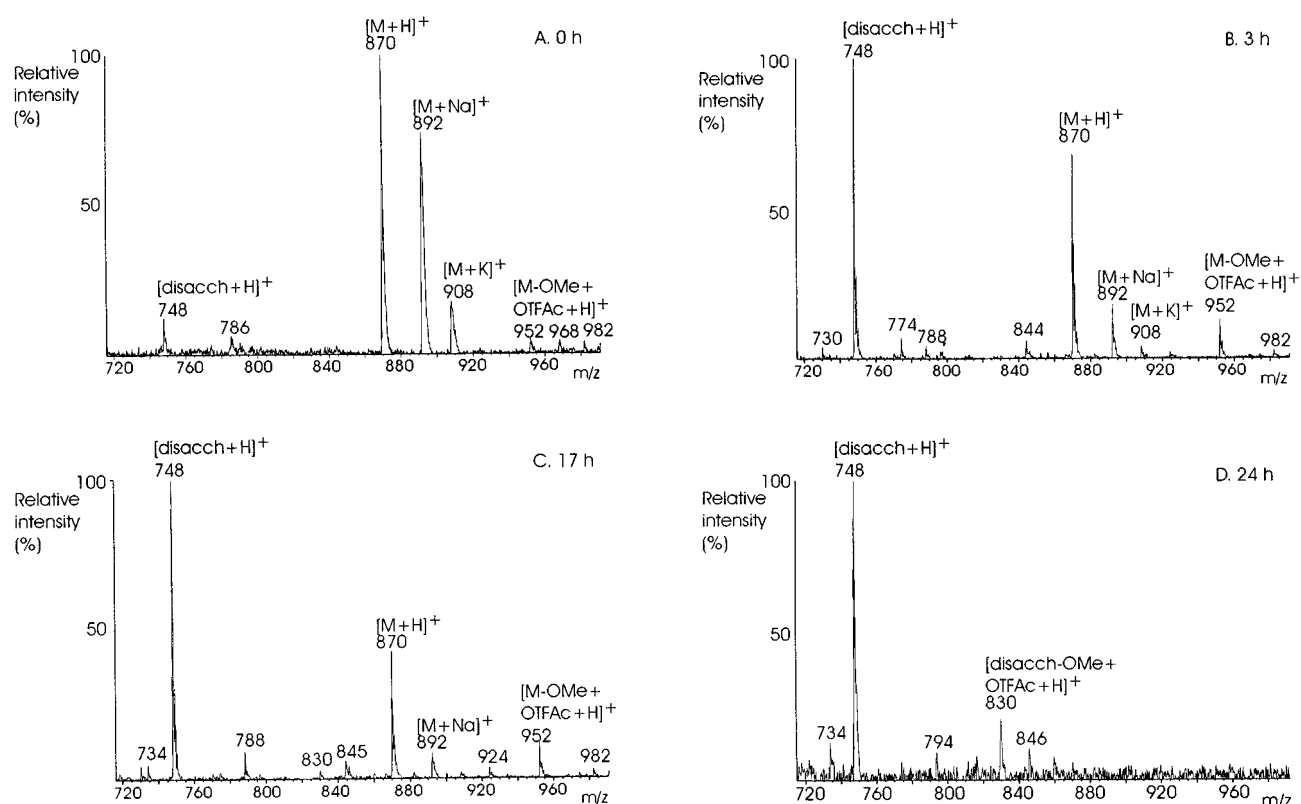 A. 0 h
Relative
intensity
(%)
100
50
[M+H]+
870
[M+Na]+
892
[M+K]+
908
[disacch+H]+
748
786
[M-OMe+
OTFAc+H]+
952 968 982
720 760 800 840 880 920 960
m/z
B. 3 h
Relative
intensity
(%)
100
50
[disacch+H]+
748
[M+H]+
870
[M+Na]+
892
[M+K]+
908
[M-OMe+
OTFAc+H]+
952
730
774
788
844
982
720 760 800 840 880 920 960
m/z
C. 17 h
Relative
intensity
(%)
100
50
[disacch+H]+
748
[M+H]+
870
[M+Na]+
892
[M-OMe+
OTFAc+H]+
952
734
788
830
845
924
982
720 760 800 840 880 920 960
m/z
D. 24 h
Relative
intensity
(%)
100
50
[disacch+H]+
748
[disacch-OMe+
OTFAc+H]+
830
734
794
846
720 760 800 840 880 920 960
m/z